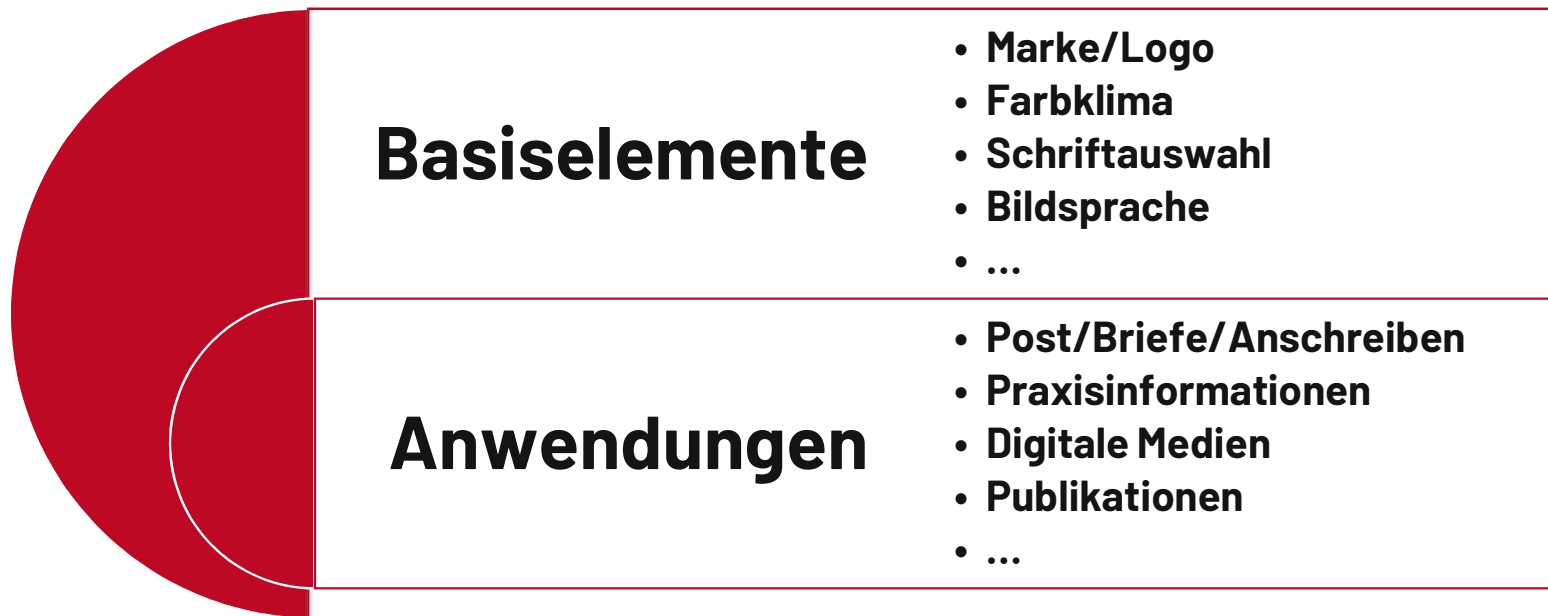 Basiselemente
• Marke/Logo
• Farbklima
• Schriftauswahl
• Bildsprache
• ...
Anwendungen
• Post/Briefe/Anschreiben
• Praxisinformationen
• Digitale Medien
• Publikationen
• ...